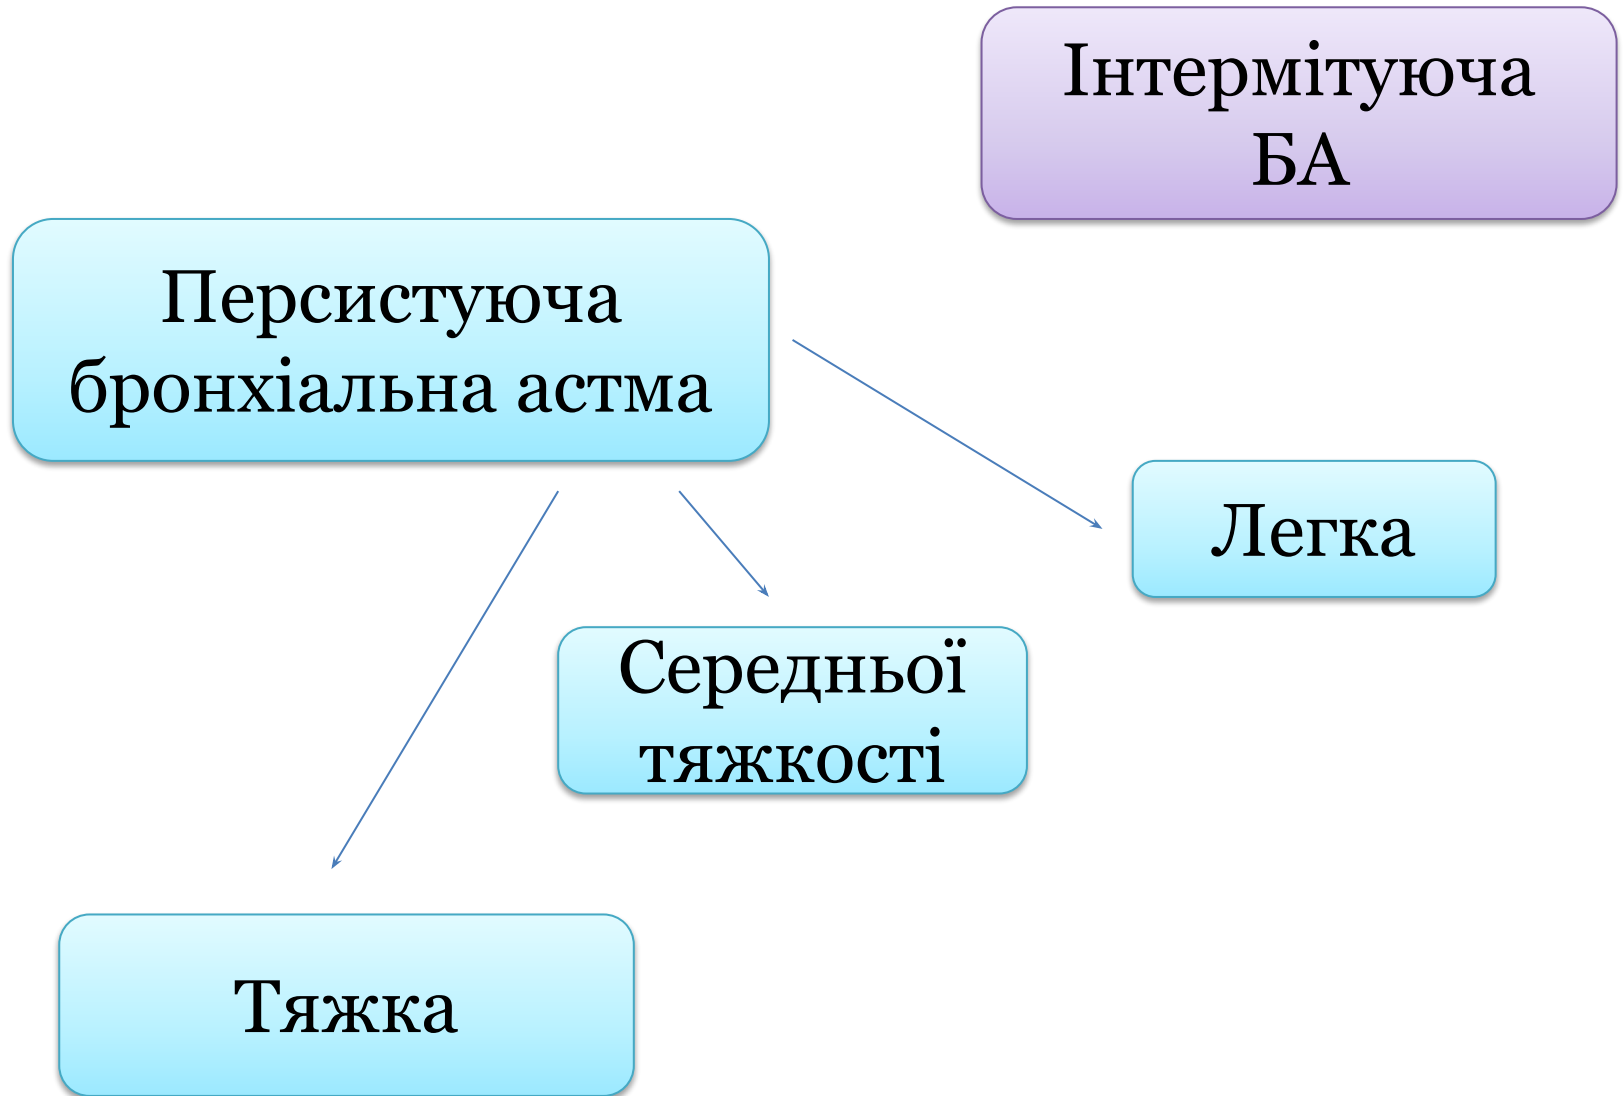 Інтермітуюча
БА
Персистуюча
бронхіальна астма
Легка
Середньої
тяжкості
Тяжка